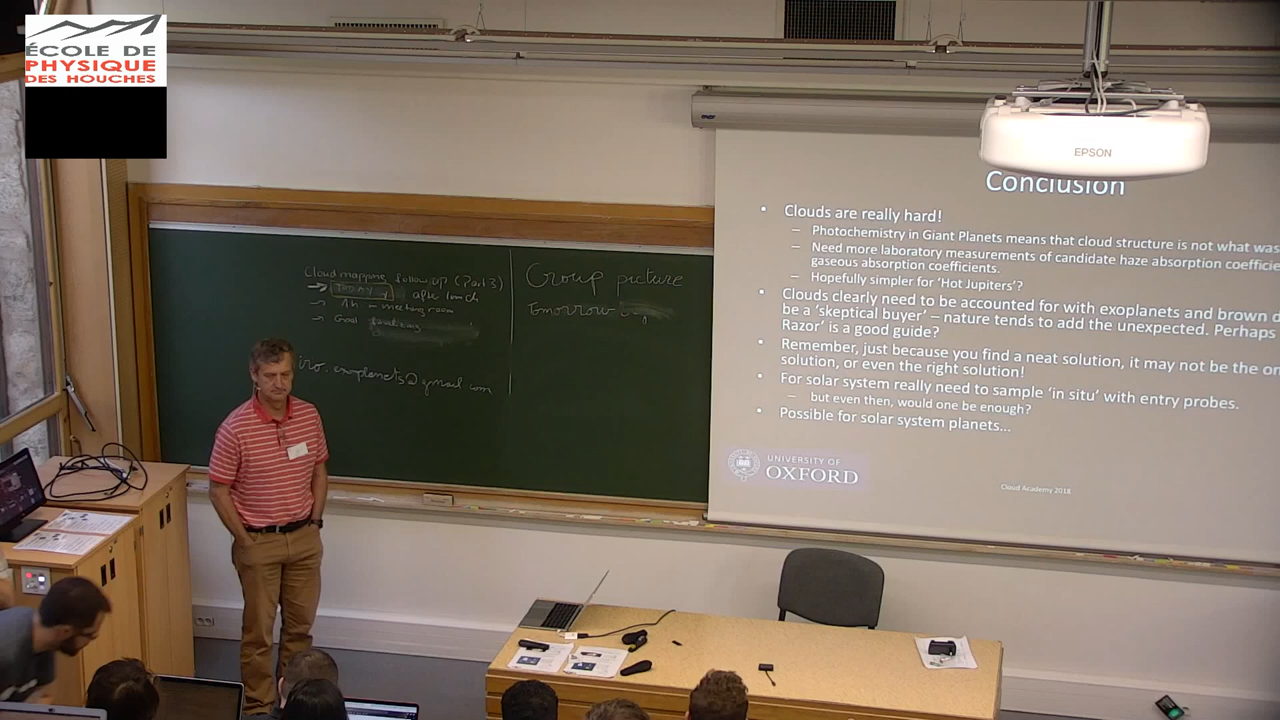 ÉCOLE DE
PHYSIQUE
DES HOUCHES
EPSON
Cloud mapping follow up (Part 3)
after lunch
1h – meeting room
→ Goal
iro.exoplanets@gmail.com
Group picture
Tomorrow
Conclusion
• Clouds are really hard!
– Photochemistry in Giant Planets means that cloud structure is not what was
– Need more laboratory measurements of candidate haze absorption
gaseous absorption coefficients.
– Hopefully simpler for 'Hot Jupiters'?
• Clouds clearly need to be accounted for with exoplanets and brown
be a 'skeptical buyer' – nature tends to add the unexpected. Perhaps
Razor' is a good guide?
• Remember, just because you find a neat solution, it may not be the
solution, or even the right solution!
• For solar system really need to sample 'in situ' with entry probes.
– but even then, would one be enough?
• Possible for solar system planets...
UNIVERSITY OF
OXFORD
Cloud Academy 2018